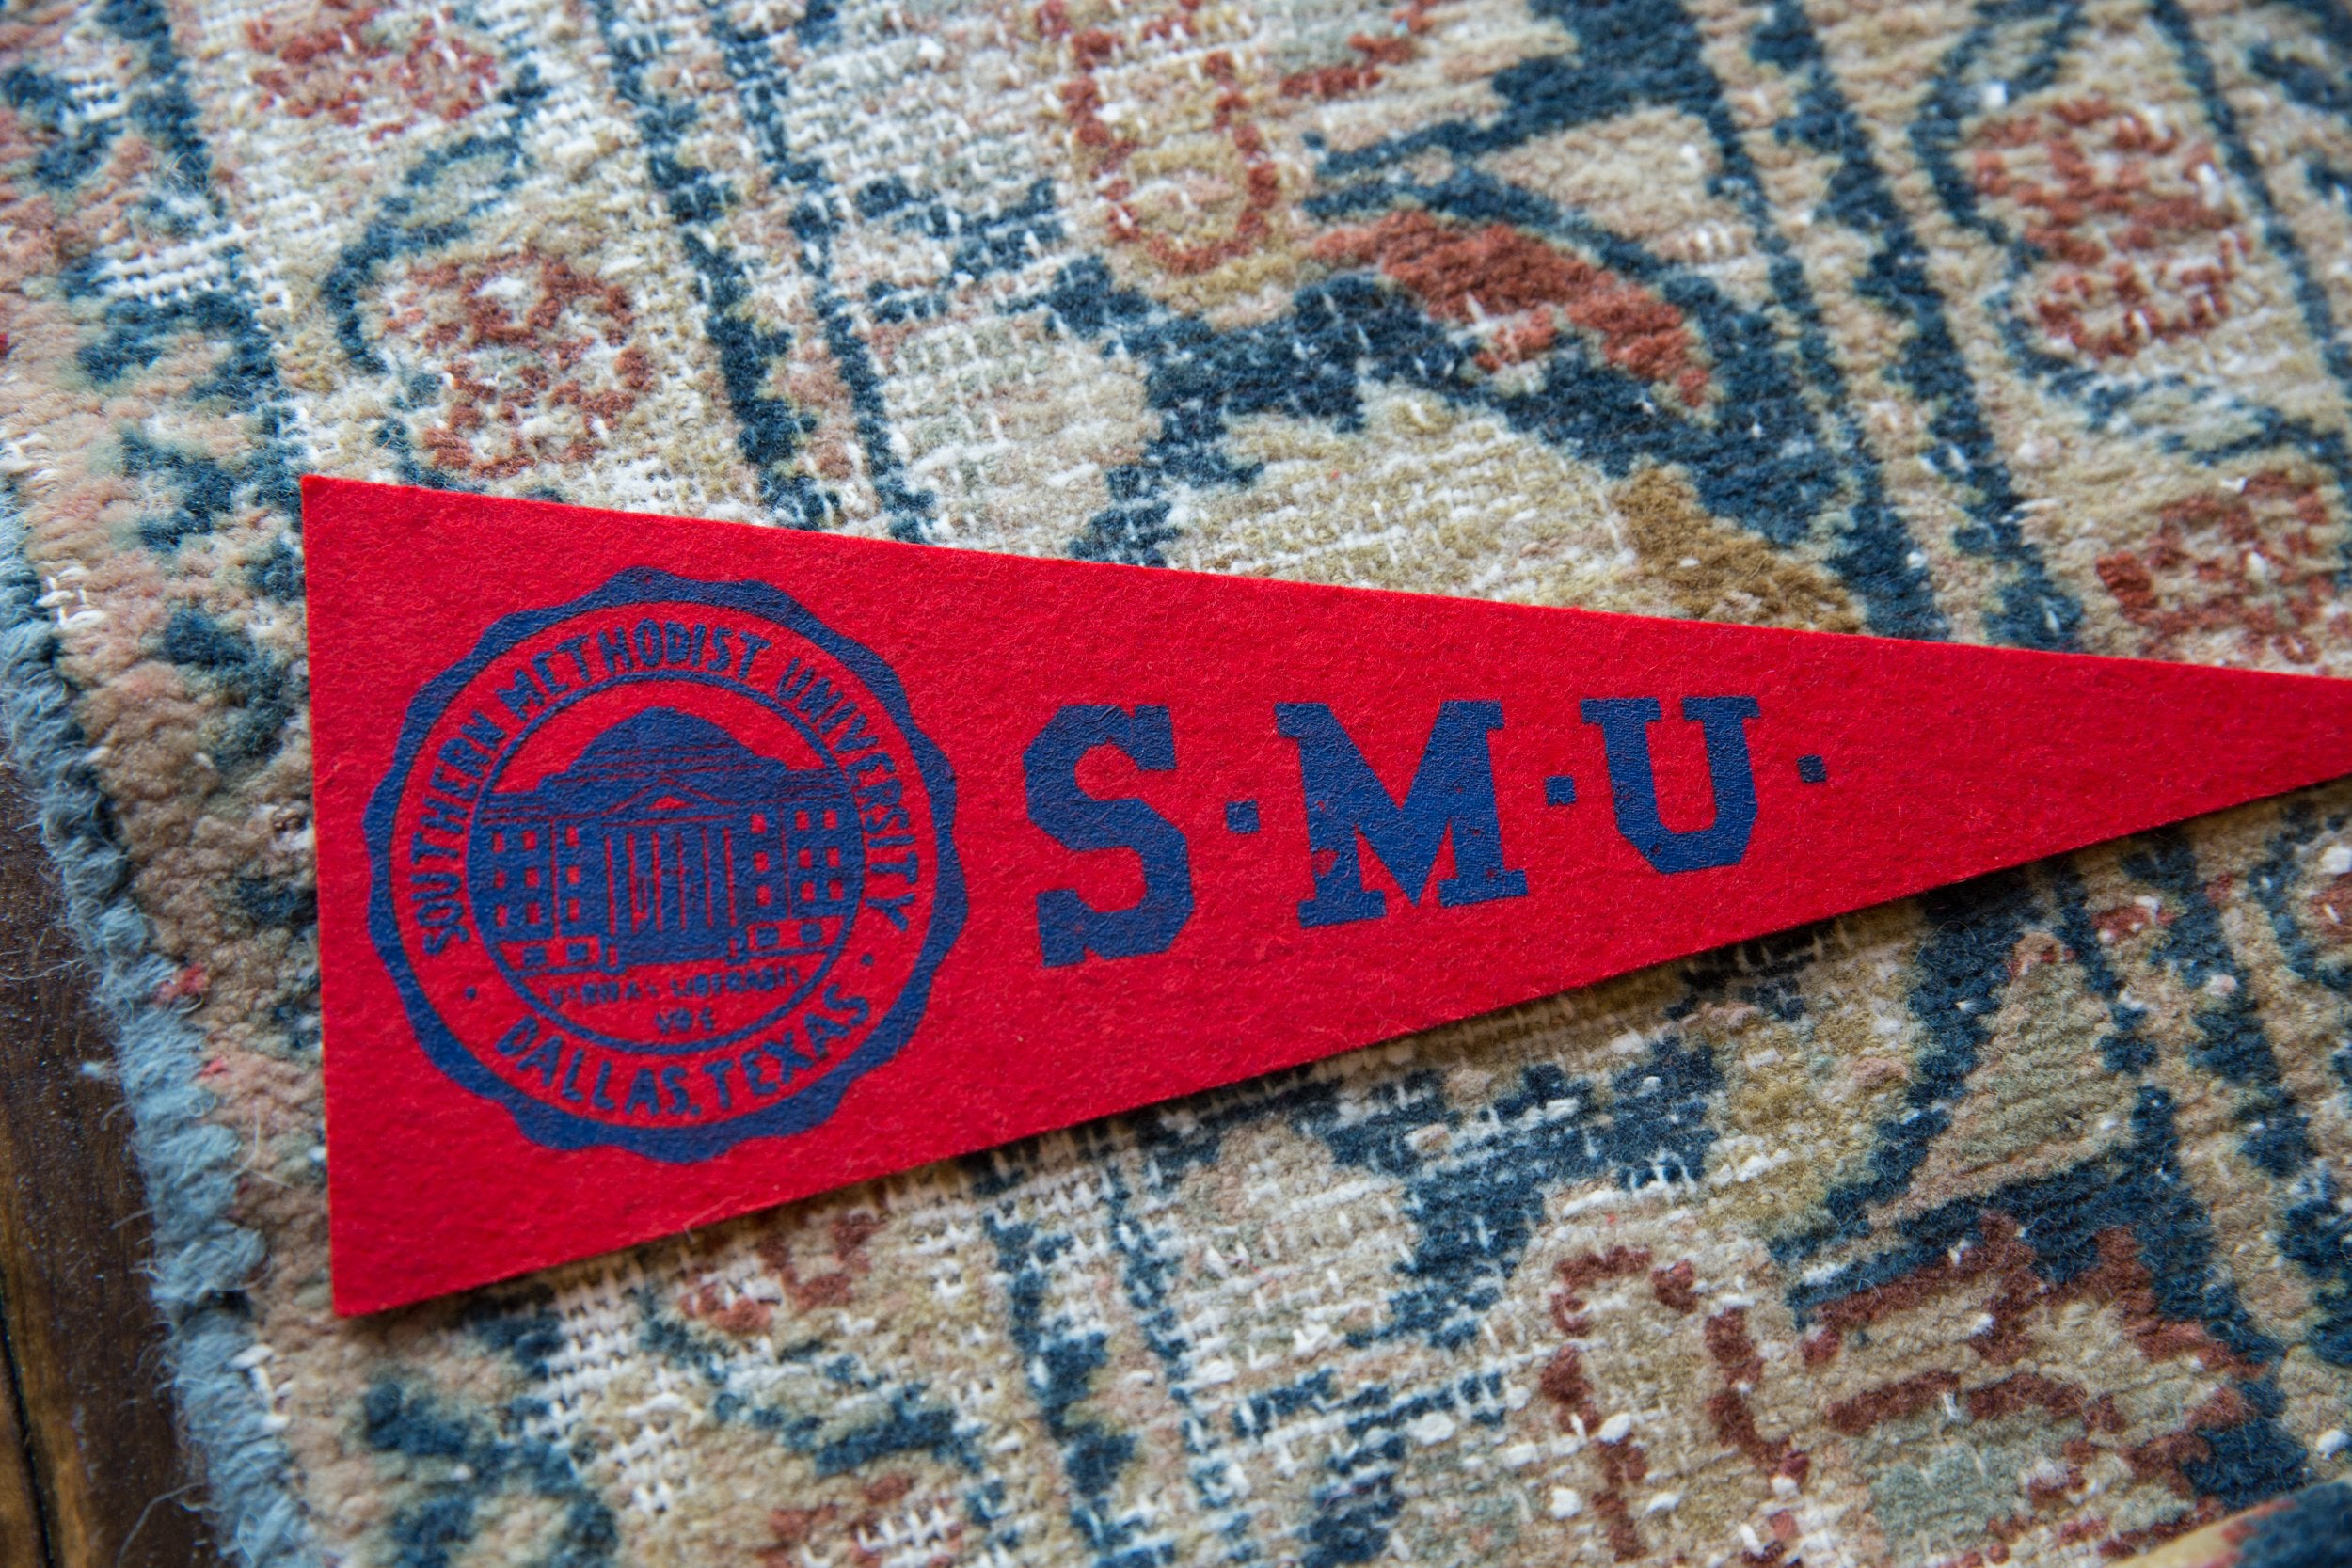 SOUTHERN METHODIST UNIVERSITY
DALLAS, TEXAS
S·M·U·